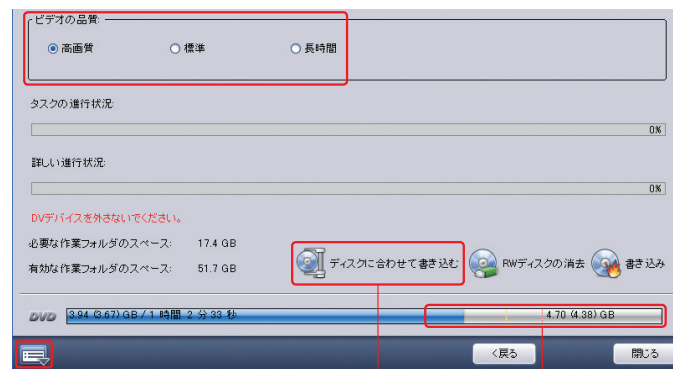 ビデオの品質:
高画質 標準 長時間
タスクの進行状況:
0%
詳しい進行状況:
0%
DVデバイスを外さないでください。
必要な作業フォルダのスペース: 17.4 GB
有効な作業フォルダのスペース: 51.7 GB
ディスクに合わせて書き込む RWディスクの消去 書き込み
DVD 3.94 (3.67) GB / 1 時間 2 分 33 秒 4.70 (4.38) GB
<戻る 閉じる